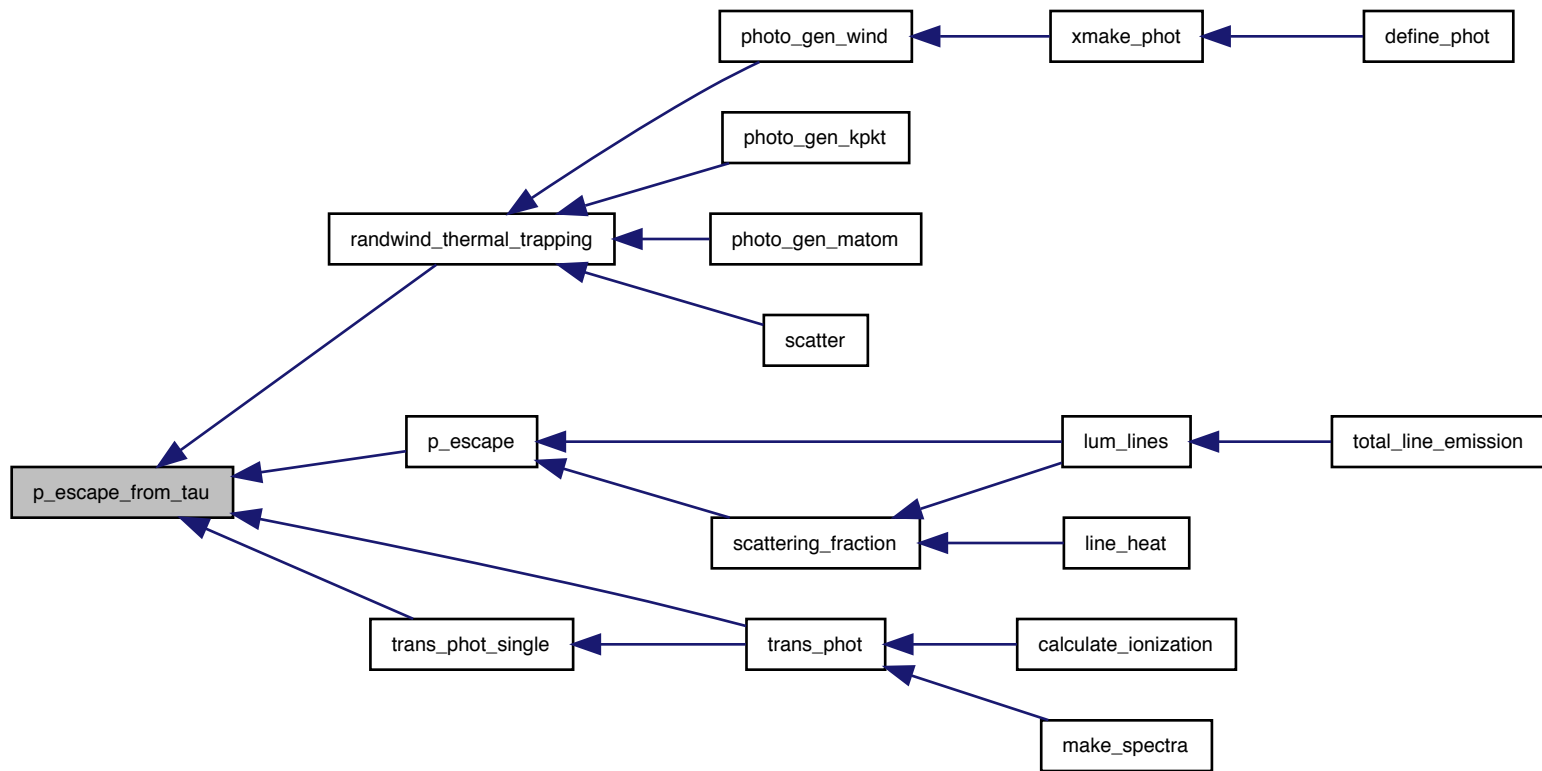 photo_gen_wind
xmake_phot
define_phot
photo_gen_kpkt
randwind_thermal_trapping
photo_gen_matom
scatter
p_escape
lum_lines
total_line_emission
p_escape_from_tau
scattering_fraction
line_heat
trans_phot_single
trans_phot
calculate_ionization
make_spectra